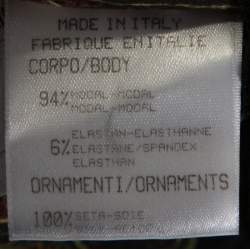 MADE IN ITALY
FABRIQUE EN ITALIE
CORPO/BODY
94% MODAL-MODAL
MODAL-MODAL
ELASTAN-ELASTHANNE
6% ELASTANE/SPANDEX
ELASTHAN
ORNAMENTI/ORNAMENTS
100% SETA-SOIE